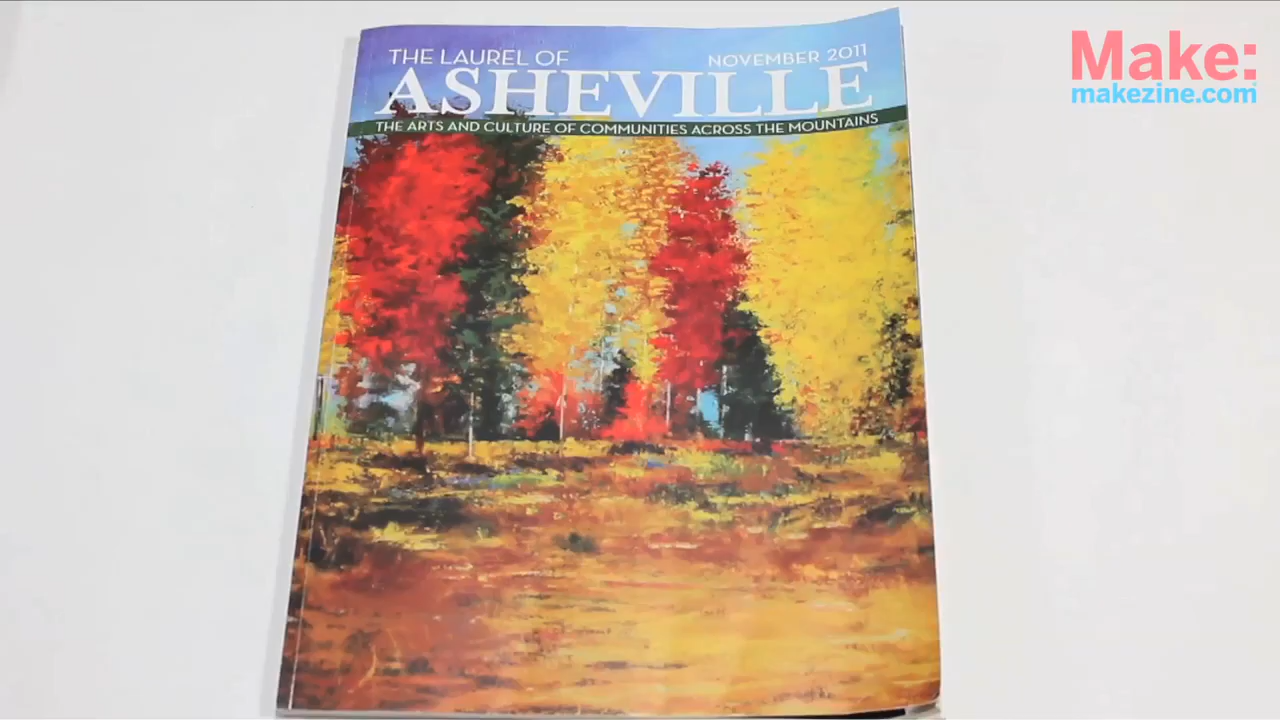 THE LAUREL OF
NOVEMBER 2011
ASHEVILLE
THE ARTS AND CULTURE OF COMMUNITIES ACROSS THE MOUNTAINS
Make:
makezine.com